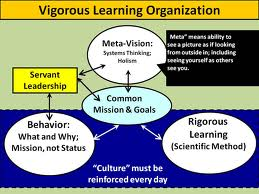 Vigorous Learning Organization
Meta-Vision:
Systems Thinking;
Holism
Meta” means ability to
see a picture as if looking
from outside in; including
seeing yourself as others
see you.
Servant
Leadership
Common
Mission & Goals
Behavior:
What and Why;
Mission, not Status
Rigorous
Learning
(Scientific Method)
“Culture” must be
reinforced every day